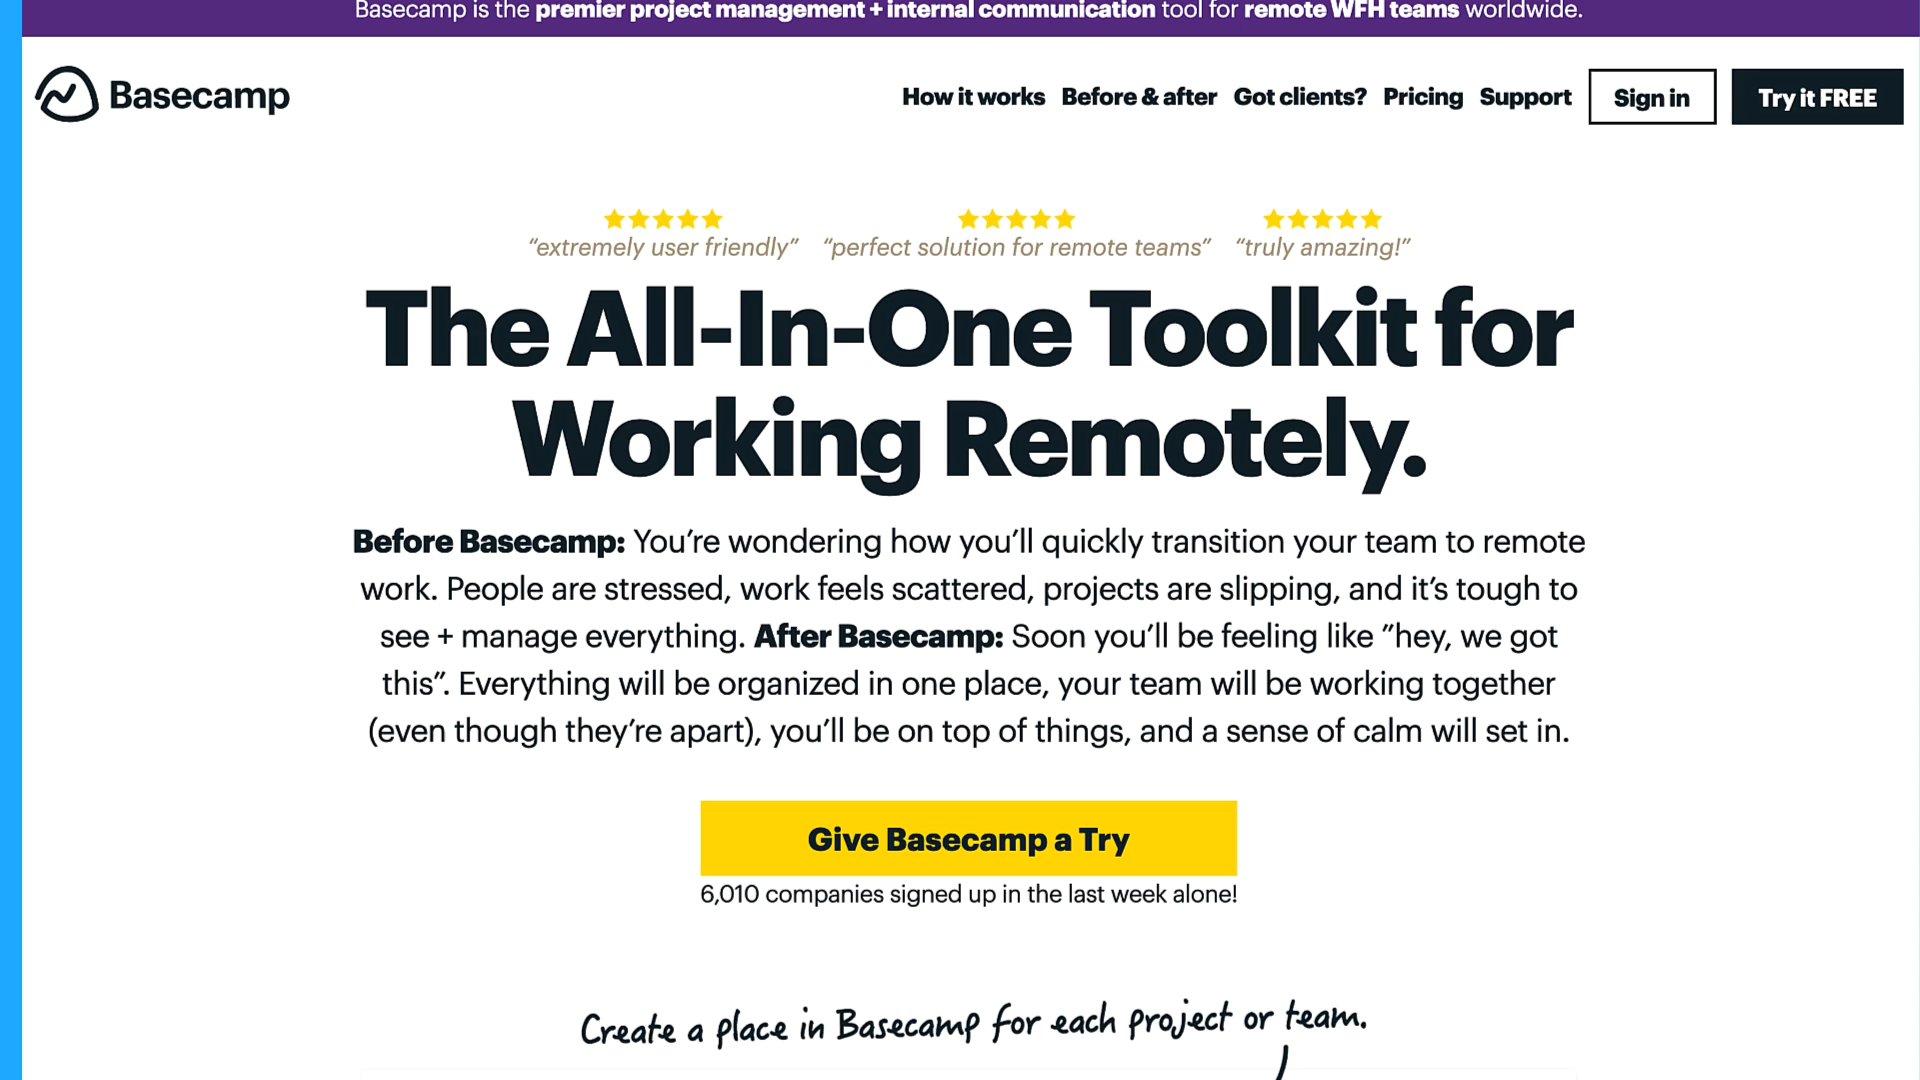 Basecamp is the premier project management + internal communication tool for remote WFH teams worldwide.
Basecamp
How it works Before & after Got clients? Pricing Support Sign in Try it FREE
“extremely user friendly” “perfect solution for remote teams” “truly amazing!”
The All-In-One Toolkit for
Working Remotely.
Before Basecamp: You’re wondering how you’ll quickly transition your team to remote
work. People are stressed, work feels scattered, projects are slipping, and it’s tough to
see + manage everything. After Basecamp: Soon you’ll be feeling like ”hey, we got
this”. Everything will be organized in one place, your team will be working together
(even though they’re apart), you’ll be on top of things, and a sense of calm will set in.
Give Basecamp a Try
6,010 companies signed up in the last week alone!
Create a place in Basecamp for each project or team.